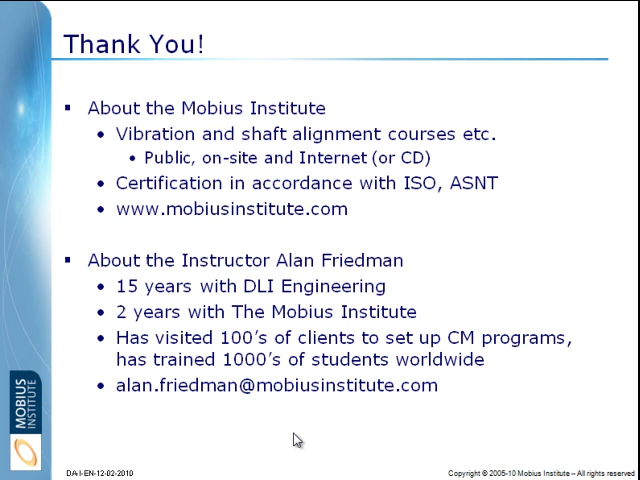 Thank You!
About the Mobius Institute
Vibration and shaft alignment courses etc.
Public, on-site and Internet (or CD)
Certification in accordance with ISO, ASNT
www.mobiusinstitute.com
About the Instructor Alan Friedman
15 years with DLI Engineering
2 years with The Mobius Institute
Has visited 100's of clients to set up CM programs,
has trained 1000's of students worldwide
alan.friedman@mobiusinstitute.com
MOBIUS
INSTITUTE
DA-I-EN-12-02-2010
Copyright © 2005-10 Mobius Institute – All rights reserved